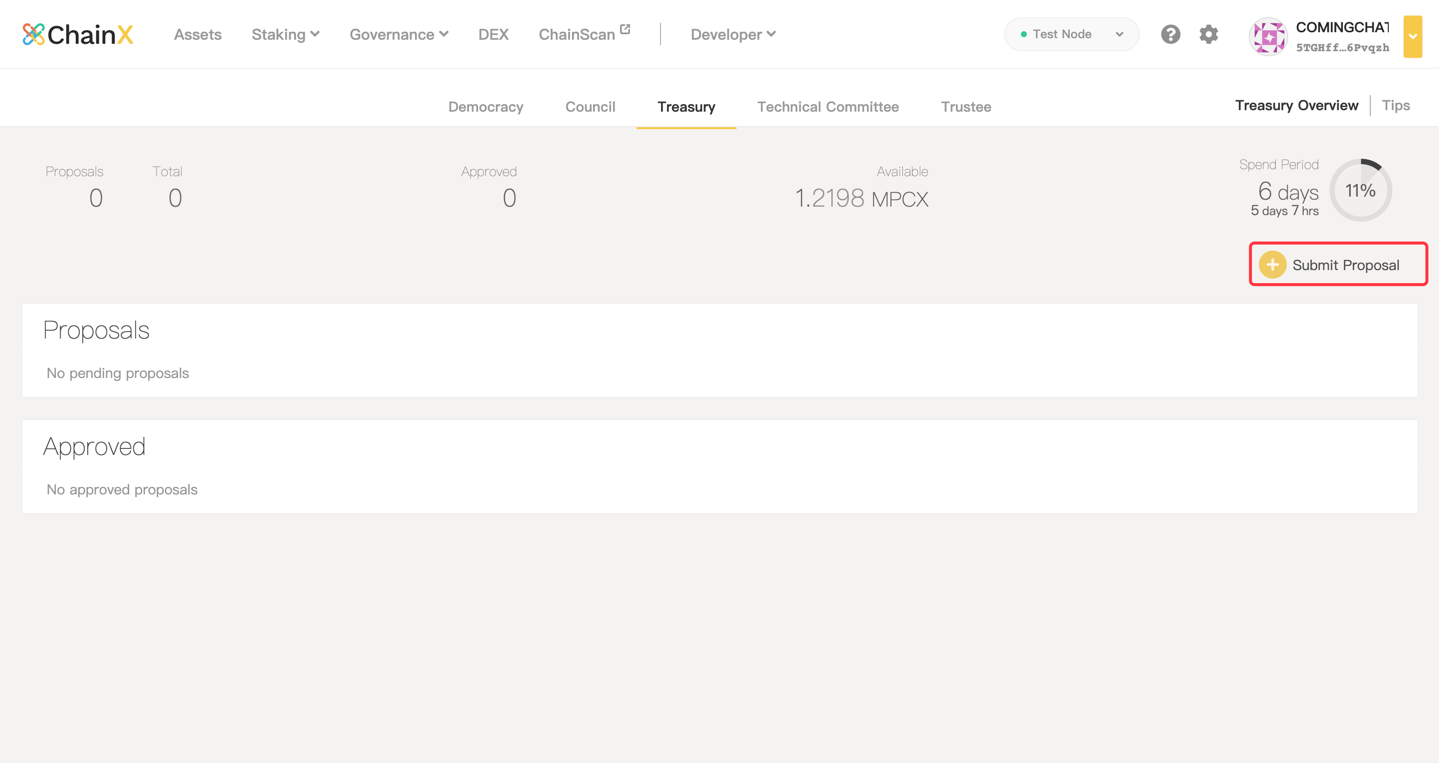 ChainX Assets Staking Governance DEX ChainScan Developer Test Node COMINGCHAT
5TGHff…6Pvqzh
Democracy Council Treasury Technical Committee Trustee Treasury Overview Tips
Proposals Total Approved Available Spend Period
0 0 0 1.2198 MPCX 6 days 11%
5 days 7 hrs
Submit Proposal
Proposals
No pending proposals
Approved
No approved proposals